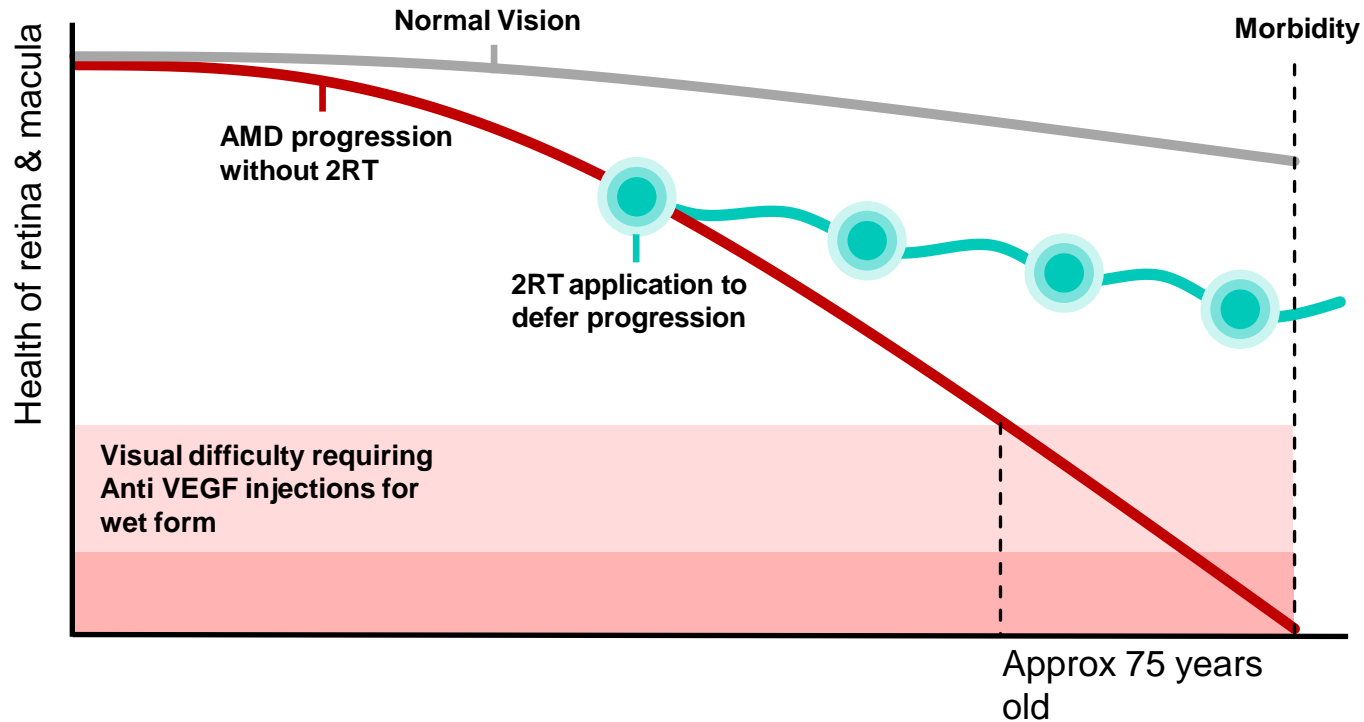 Normal Vision
Morbidity
Health of retina & macula
AMD progression
without 2RT
2RT application to
defer progression
Visual difficulty requiring
Anti VEGF injections for
wet form
Approx 75 years
old